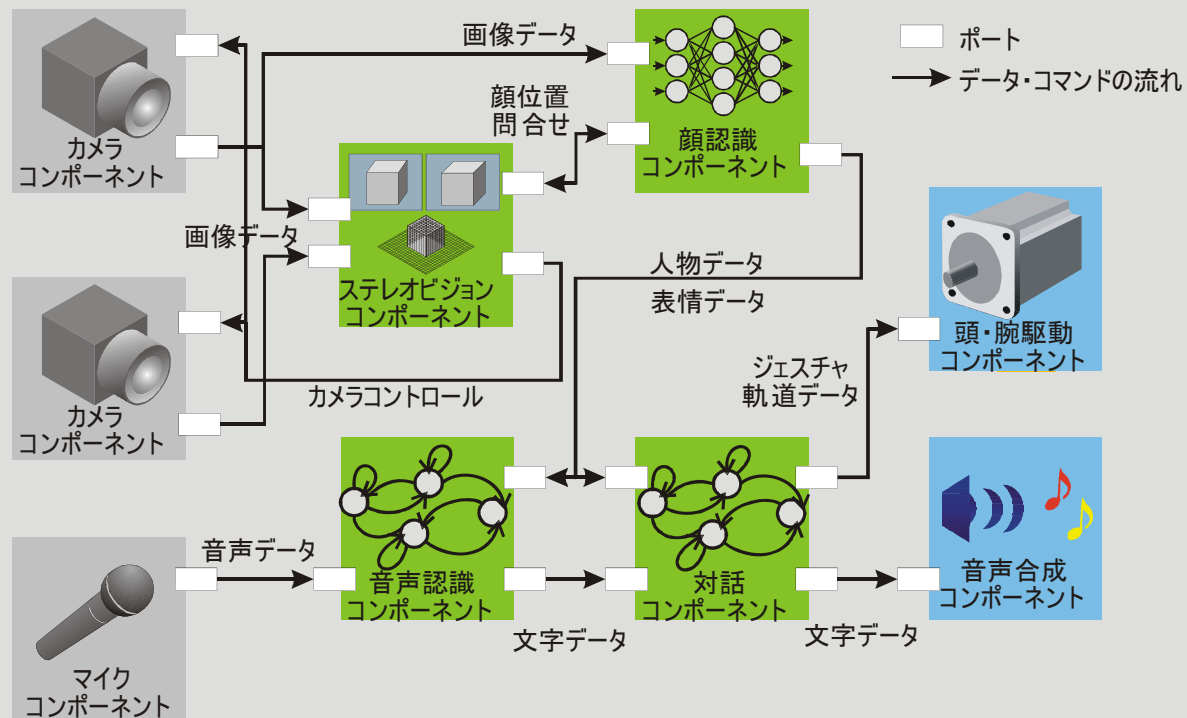 画像データ
ポート
データ・コマンドの流れ
顔位置
問合せ
カメラ
コンポーネント
顔認識
コンポーネント
画像データ
ステレオビジョン
コンポーネント
人物データ
表情データ
頭・腕駆動
コンポーネント
カメラコントロール
ジェスチャ
軌道データ
カメラ
コンポーネント
音声データ
音声認識
コンポーネント
対話
コンポーネント
音声合成
コンポーネント
文字データ
文字データ
マイク
コンポーネント